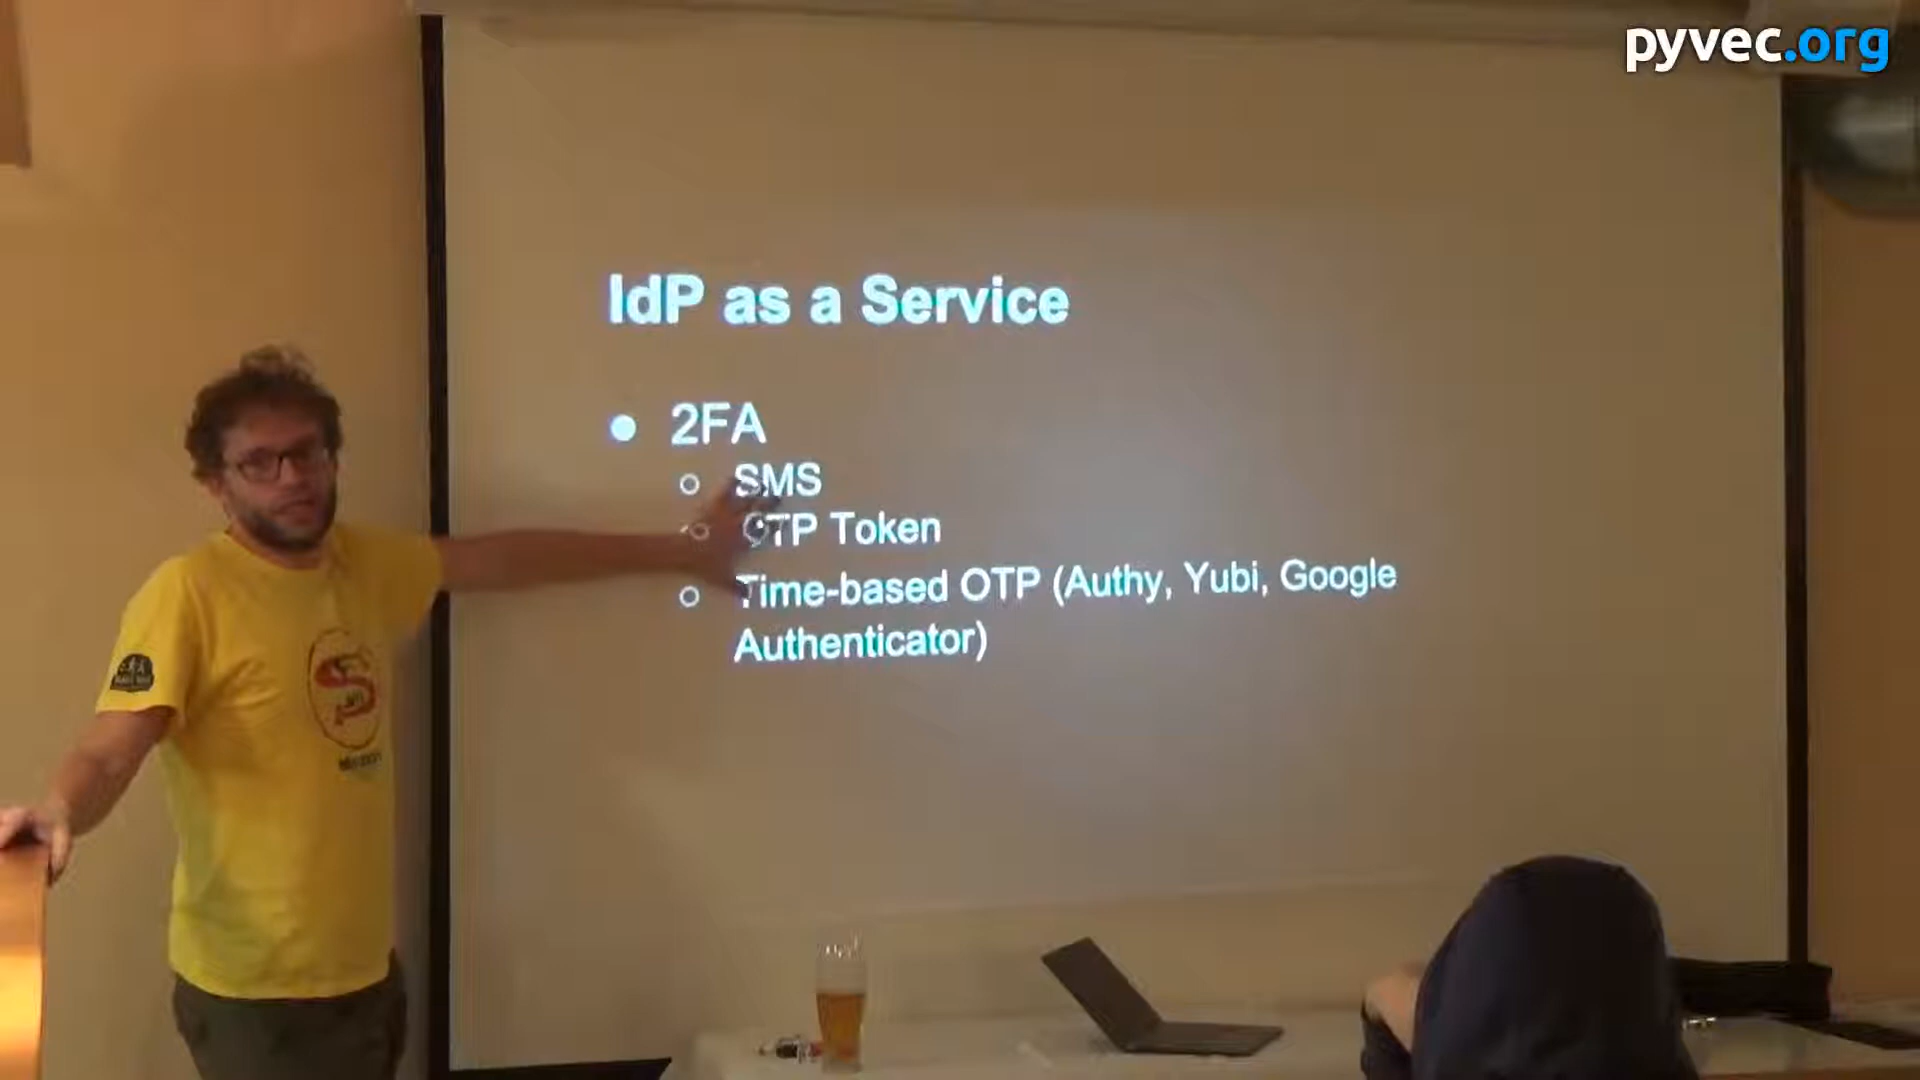 pyvec.org
IdP as a Service
2FA
SMS
OTP Token
Time-based OTP (Authy, Yubi, Google
Authenticator)